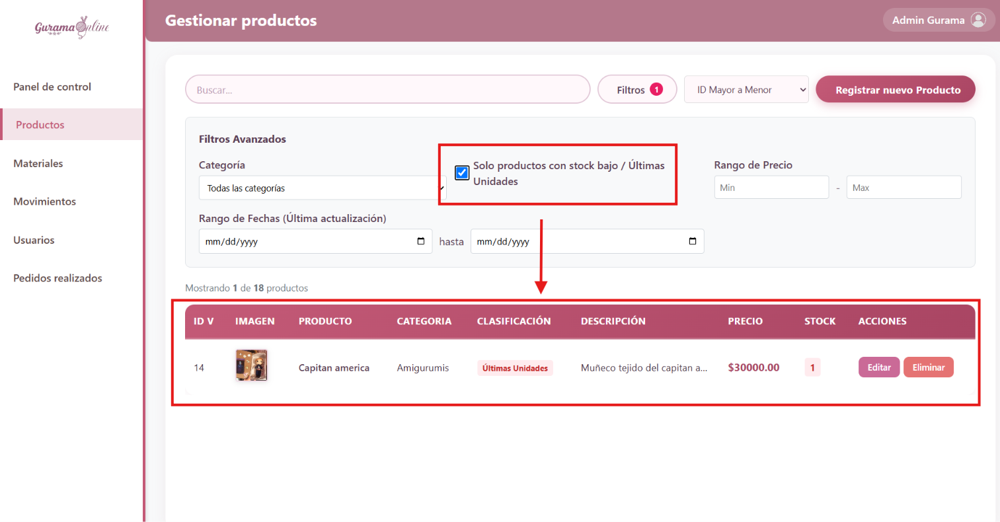 Gurama Online
Gestionar productos
Admin Gurama
Panel de control
Productos
Materiales
Movimientos
Usuarios
Pedidos realizados
Buscar...
Filtros 1
ID Mayor a Menor
Registrar nuevo Producto
Filtros Avanzados
Categoría
Todas las categorías
Solo productos con stock bajo / Últimas
Unidades
Rango de Precio
Min - Max
Rango de Fechas (Última actualización)
mm/dd/yyyy hasta mm/dd/yyyy
Mostrando 1 de 18 productos
ID V IMAGEN PRODUCTO CATEGORIA CLASIFICACIÓN DESCRIPCIÓN PRECIO STOCK ACCIONES
14 Capitan america Amigurumis Últimas Unidades Muñeco tejido del capitan a... $30000.00 1 Editar Eliminar